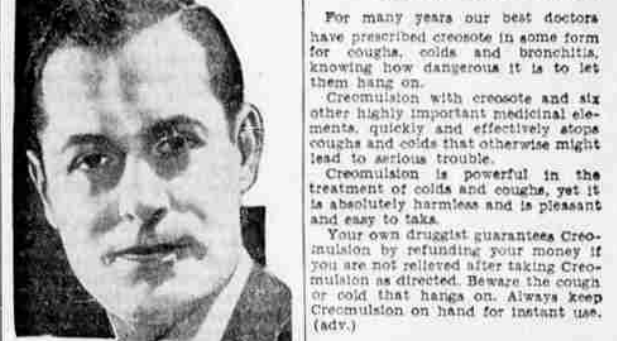 For many years our best doctors
have prescribed creosote in some form
for coughs, colds and bronchitis,
knowing how dangerous it is to let
them hang on.
Creomulsion with creosote and six
other highly important medicinal ele-
ments, quickly and effectively stops
coughs and colds that otherwise might
lead to serious trouble.
Creomulsion is powerful in the
treatment of colds and coughs, yet it
is absolutely harmless and is pleasant
and easy to take.
Your own druggist guarantees Creo-
mulsion by refunding your money if
you are not relieved after taking Creo-
mulsion as directed. Beware the cough
or cold that hangs on. Always keep
Creomulsion on hand for instant use.
(adv.)